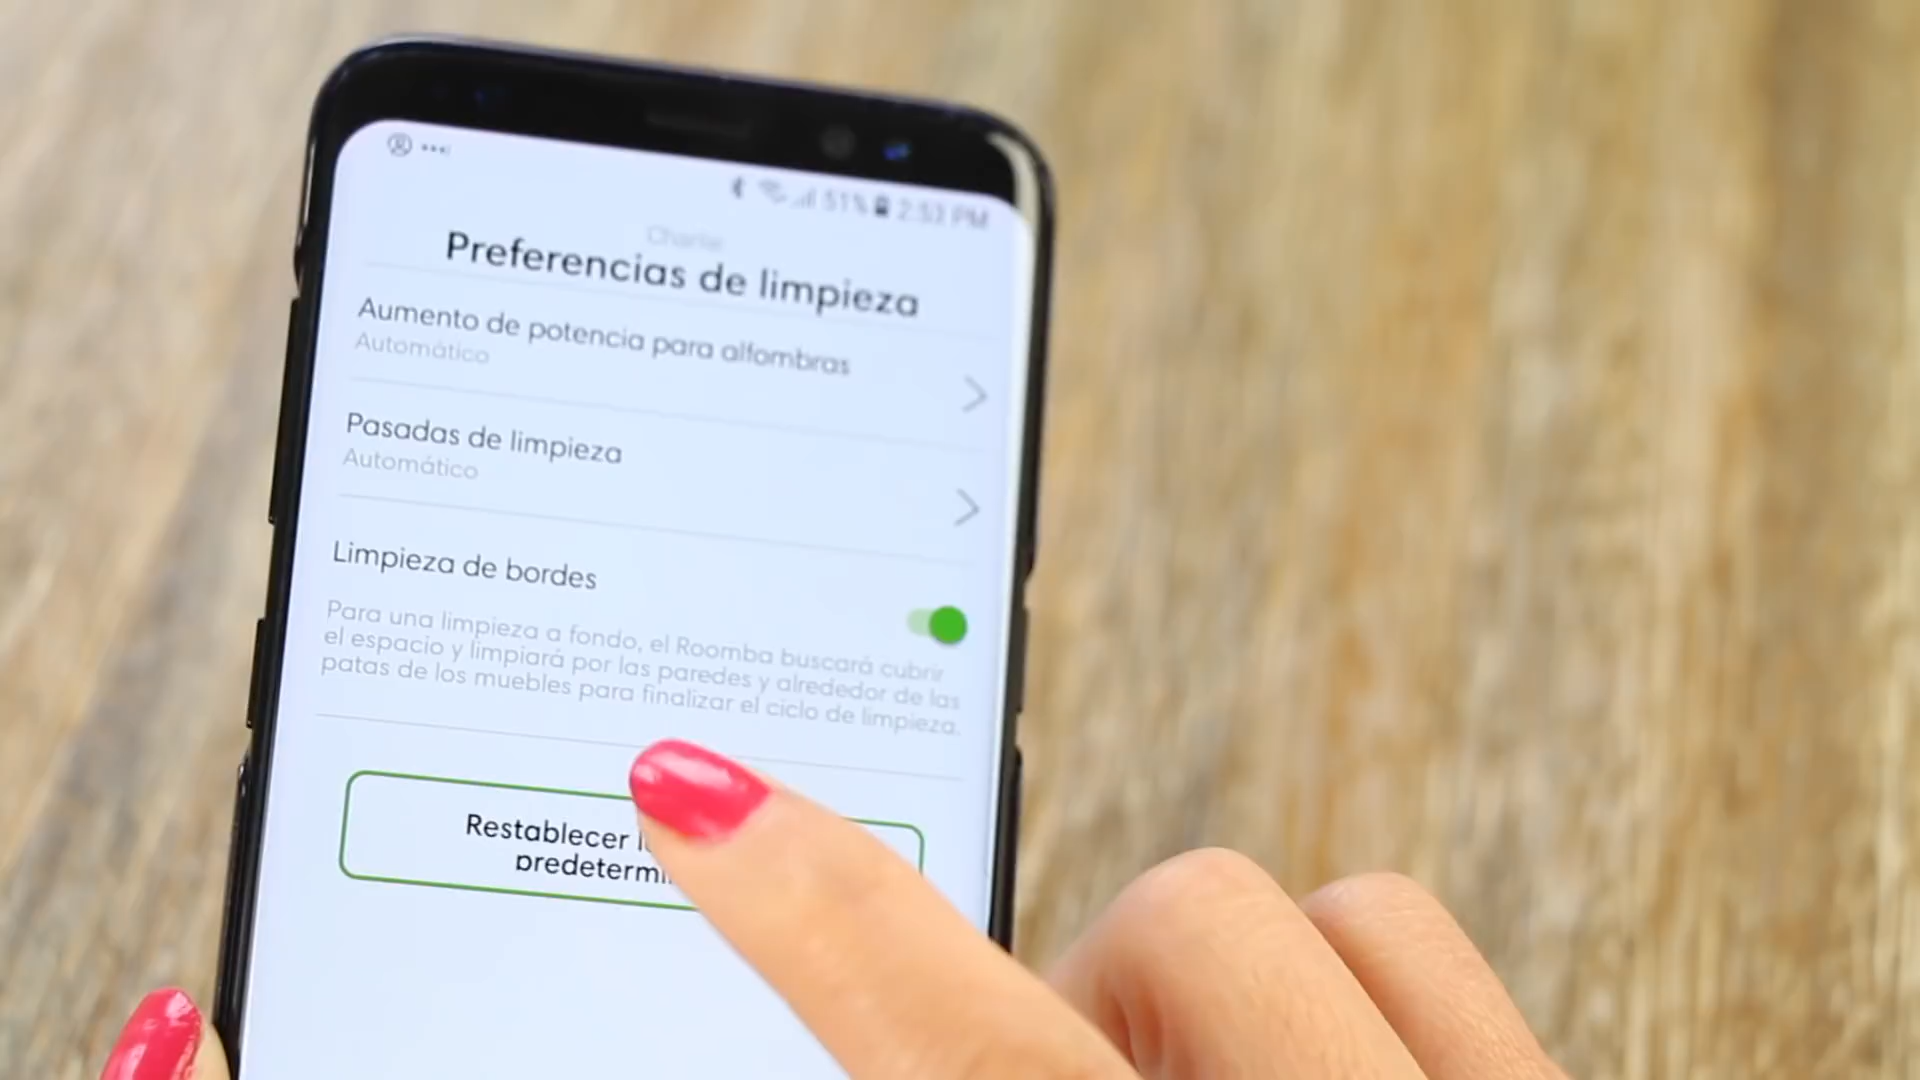 51% 2:53 PM
Charlie
Preferencias de limpieza
Aumento de potencia para alfombras
Automático
Pasadas de limpieza
Automático
Limpieza de bordes
Para una limpieza a fondo, el Roomba buscará cubrir
el espacio y limpiará por las paredes y alrededor de las
patas de los muebles para finalizar el ciclo de limpieza.
Restablecer